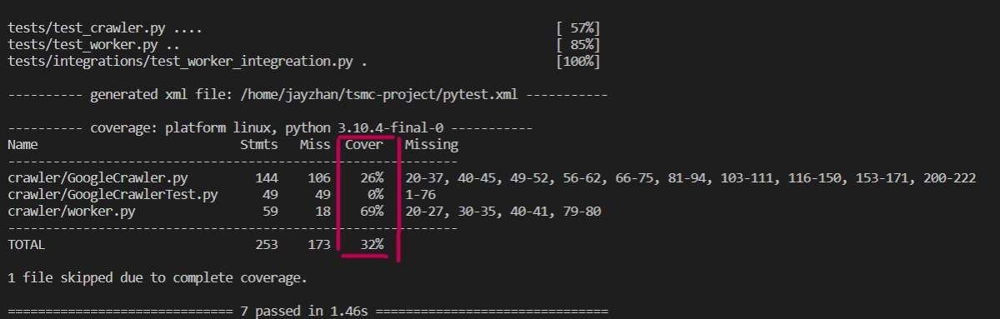 tests/test_crawler.py .... [ 57%]
tests/test_worker.py .. [ 85%]
tests/integrations/test_worker_integreation.py . [100%]
---------- generated xml file: /home/jayzhan/tsmc-project/pytest.xml -----------
---------- coverage: platform linux, python 3.10.4-final-0 -----------
Name Stmts Miss Cover Missing
------------------------------------------------------------
crawler/GoogleCrawler.py 144 106 26% 20-37, 40-45, 49-52, 56-62, 66-75, 81-94, 103-111, 116-150, 153-171, 200-222
crawler/GoogleCrawlerTest.py 49 49 0% 1-76
crawler/worker.py 59 18 69% 20-27, 30-35, 40-41, 79-80
------------------------------------------------------------
TOTAL 253 173 32%
1 file skipped due to complete coverage.
============================== 7 passed in 1.46s ===============================